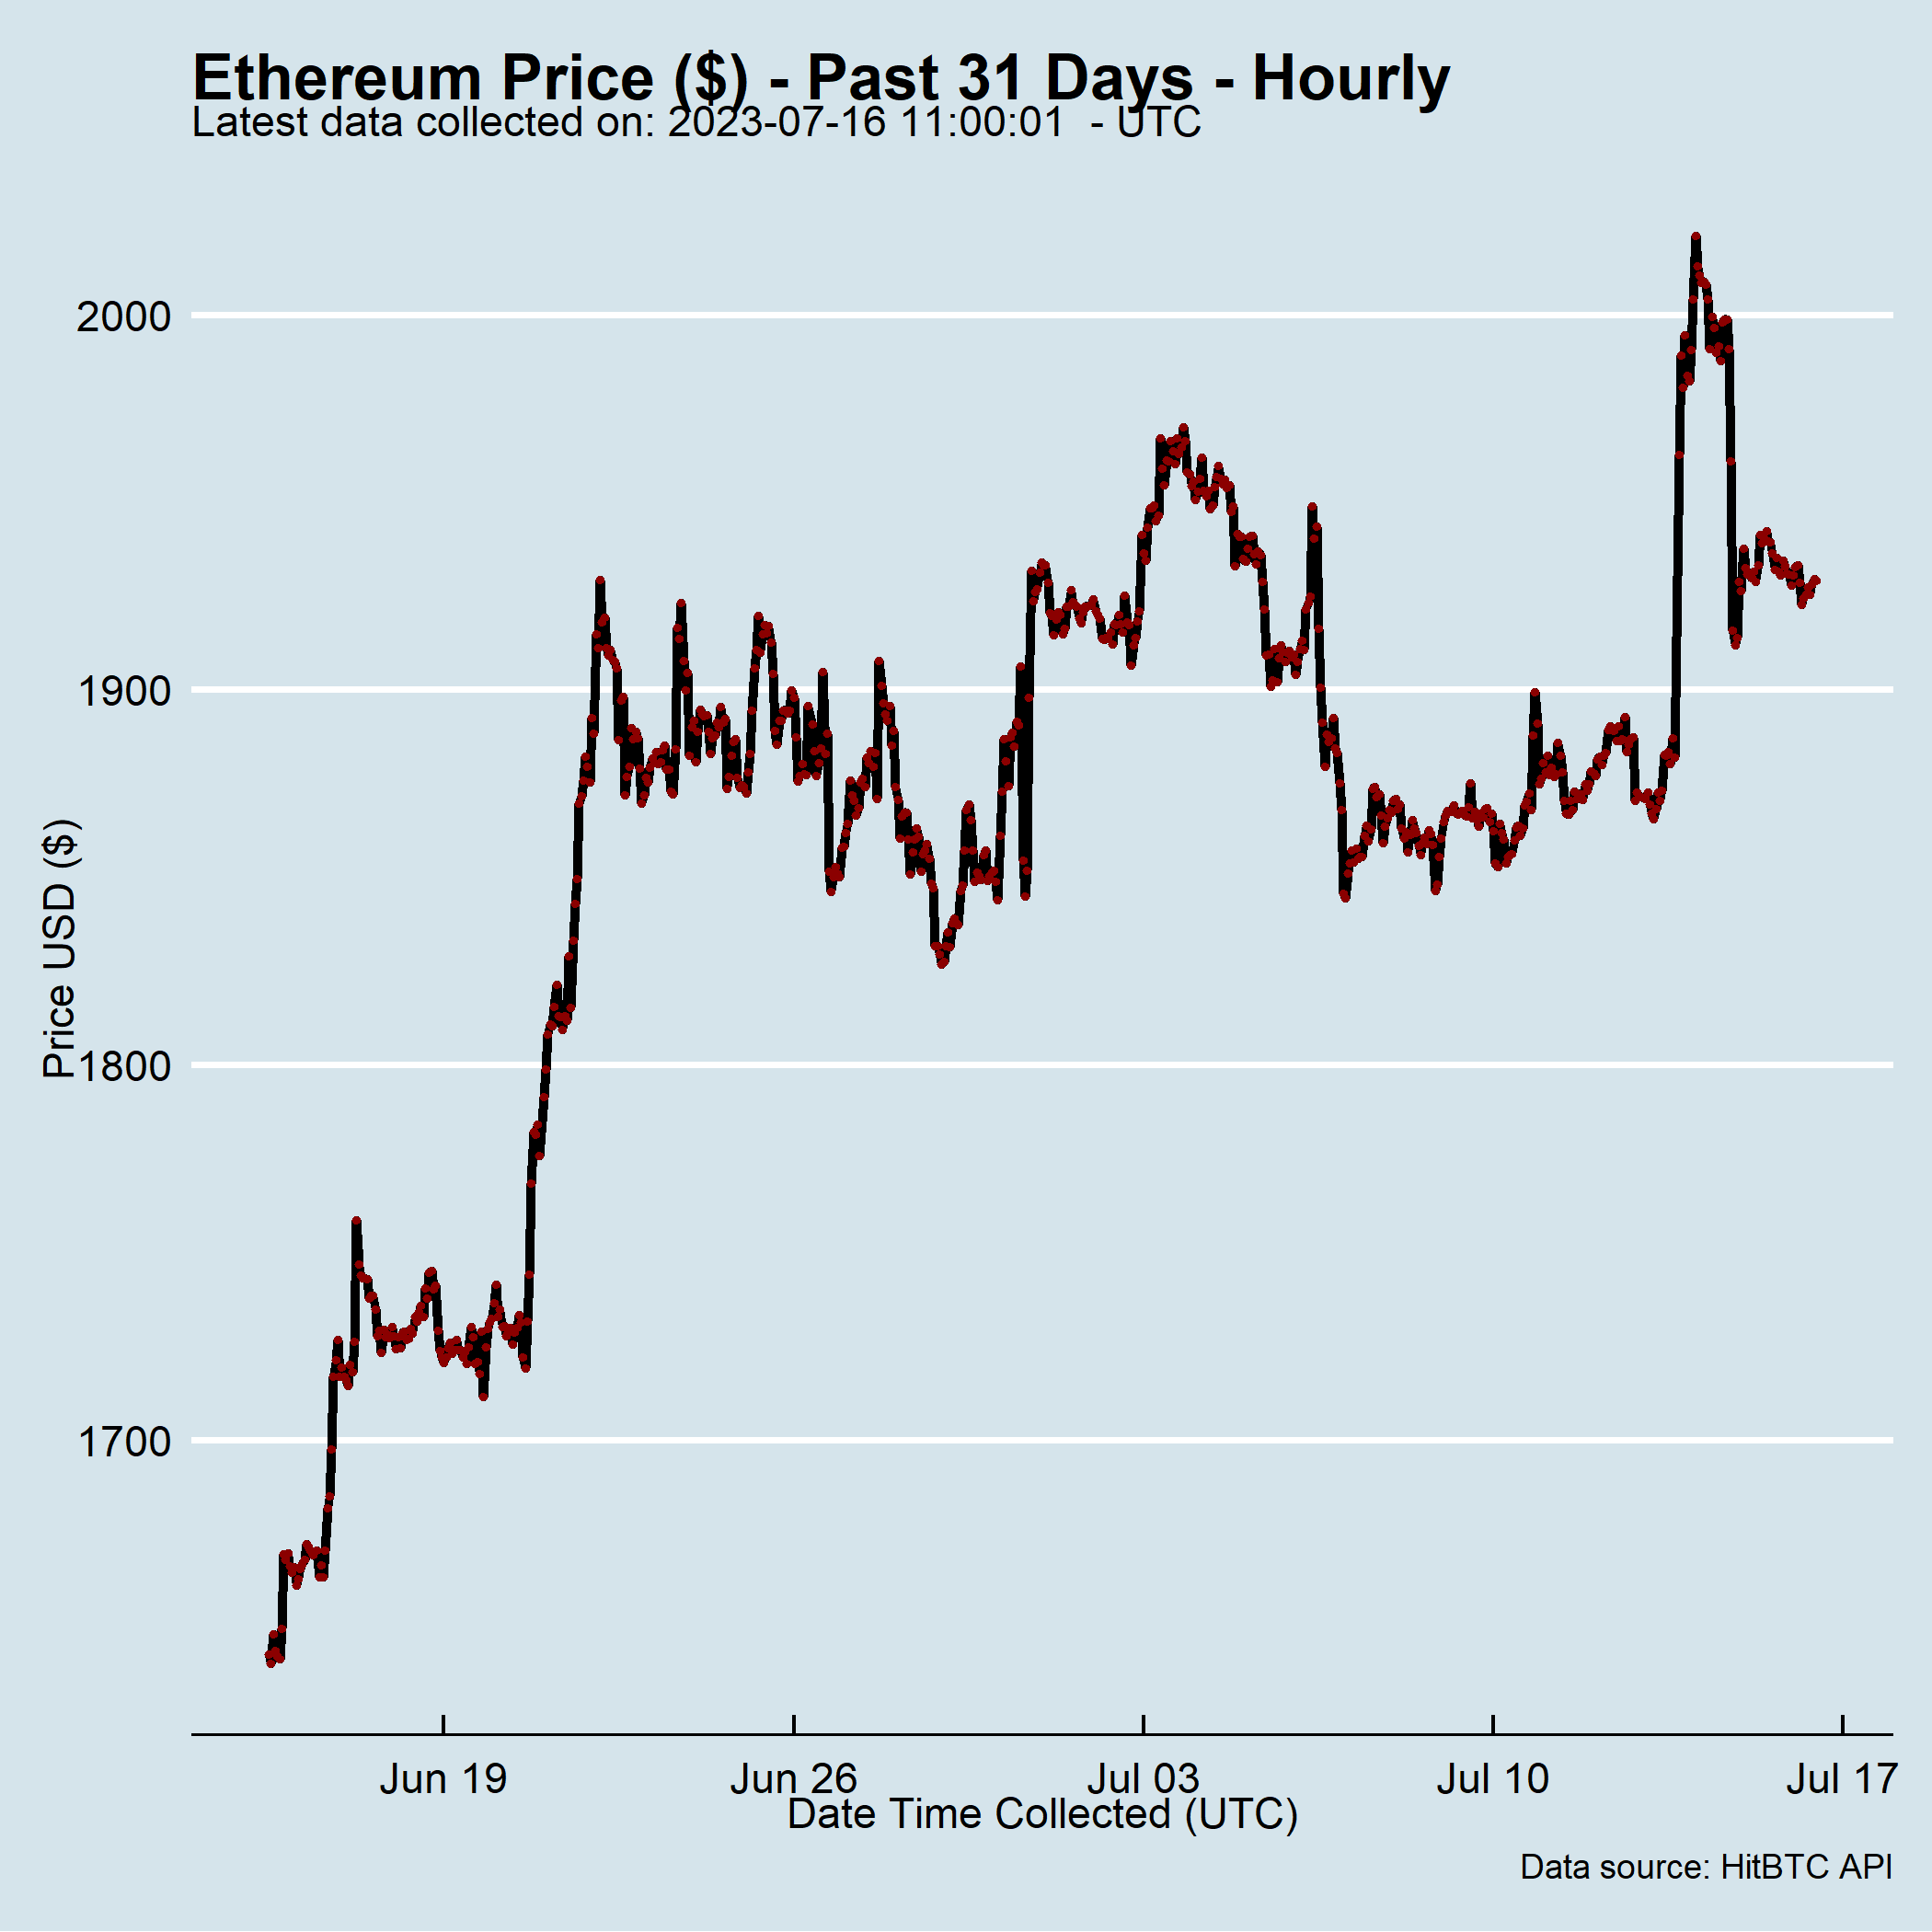 Ethereum Price ($) - Past 31 Days - Hourly
Latest data collected on: 2023-07-16 11:00:01  - UTC
2000
1900
1800
1700
Price USD ($)
Jun 19
Jun 26
Jul 03
Jul 10
Jul 17
Date Time Collected (UTC)
Data source: HitBTC API